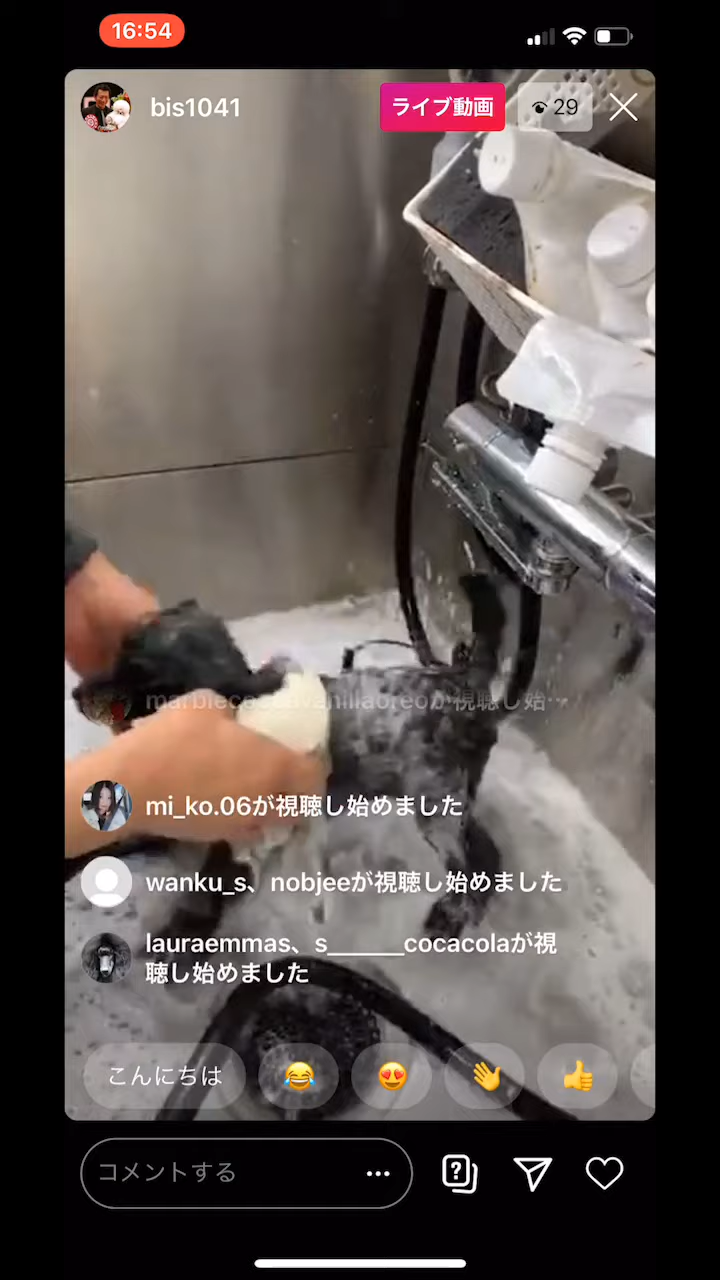 16:54
bis1041
ライブ動画
29
mi_ko.06が視聴し始めました
wanku_s、nobjeeが視聴し始めました
lauraemmas、s______cocacolaが視
聴し始めました
こんにちは
コメントする